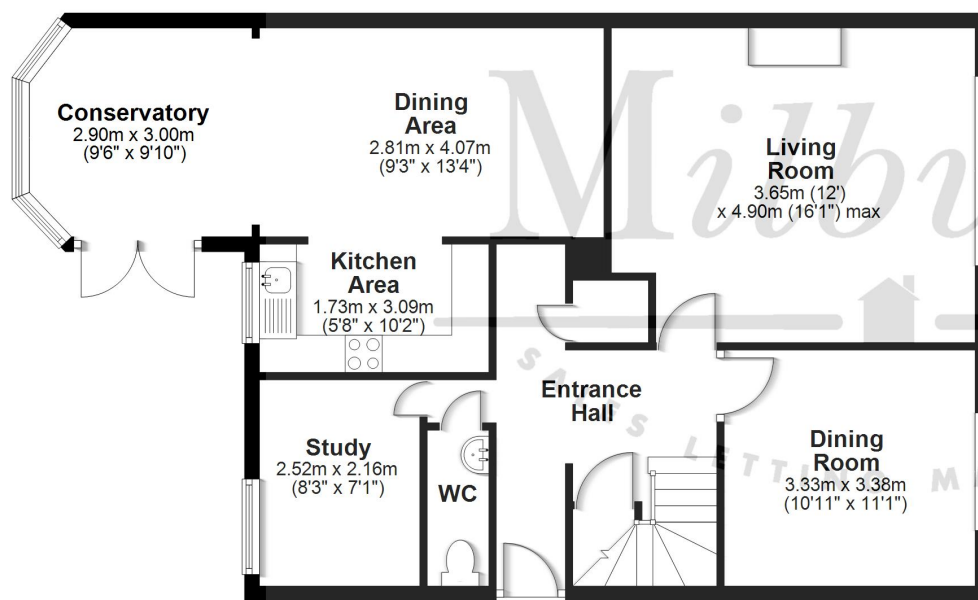 Conservatory
2.90m x 3.00m
(9'6" x 9'10")
Dining
Area
2.81m x 4.07m
(9'3" x 13'4")
Living
Room
3.65m (12')
x 4.90m (16'1") max
Kitchen
Area
1.73m x 3.09m
(5'8" x 10'2")
Entrance
Hall
Study
2.52m x 2.16m
(8'3" x 7'1")
WC
Dining
Room
3.33m x 3.38m
(10'11" x 11'1")
Milbu
SALES LETTING M